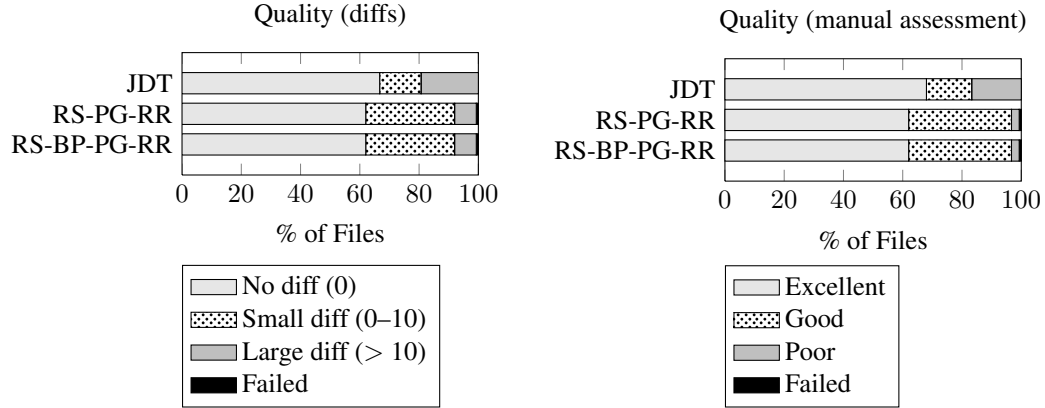 Quality (diffs)
JDT
RS-PG-RR
RS-BP-PG-RR
0 20 40 60 80 100
% of Files
No diff (0)
Small diff (0–10)
Large diff (> 10)
Failed
Quality (manual assessment)
JDT
RS-PG-RR
RS-BP-PG-RR
0 20 40 60 80 100
% of Files
Excellent
Good
Poor
Failed